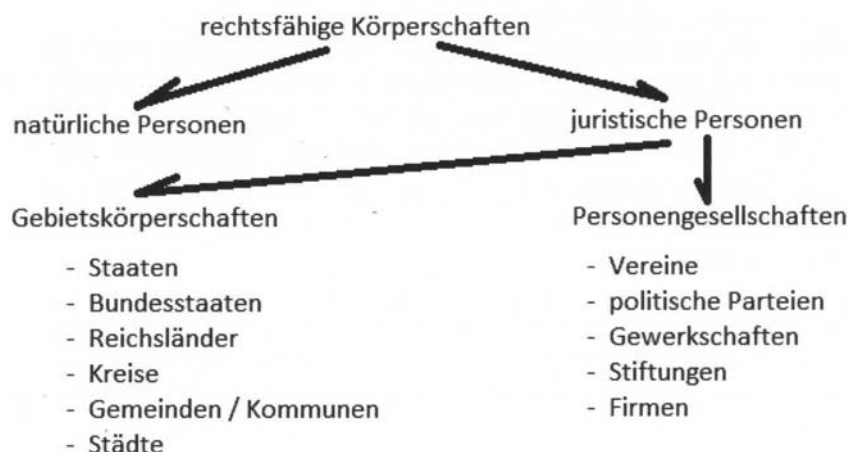 rechtsfähige Körperschaften
natürliche Personen
juristische Personen
Gebietskörperschaften
- Staaten
- Bundesstaaten
- Reichsländer
- Kreise
- Gemeinden / Kommunen
- Städte
Personengesellschaften
- Vereine
- politische Parteien
- Gewerkschaften
- Stiftungen
- Firmen